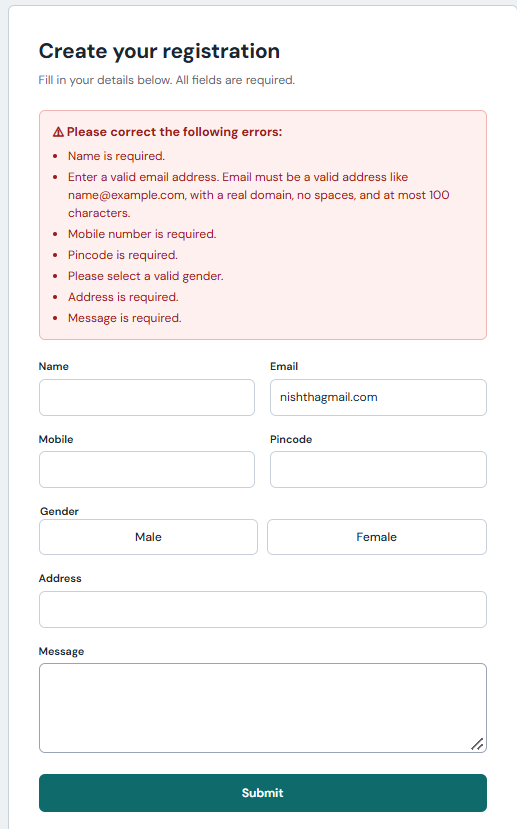 Create your registration
Fill in your details below. All fields are required.
⚠ Please correct the following errors:
• Name is required.
• Enter a valid email address. Email must be a valid address like
name@example.com, with a real domain, no spaces, and at most 100
characters.
• Mobile number is required.
• Pincode is required.
• Please select a valid gender.
• Address is required.
• Message is required.
Name Email
nishthagmail.com
Mobile Pincode
Gender
Male Female
Address
Message
Submit